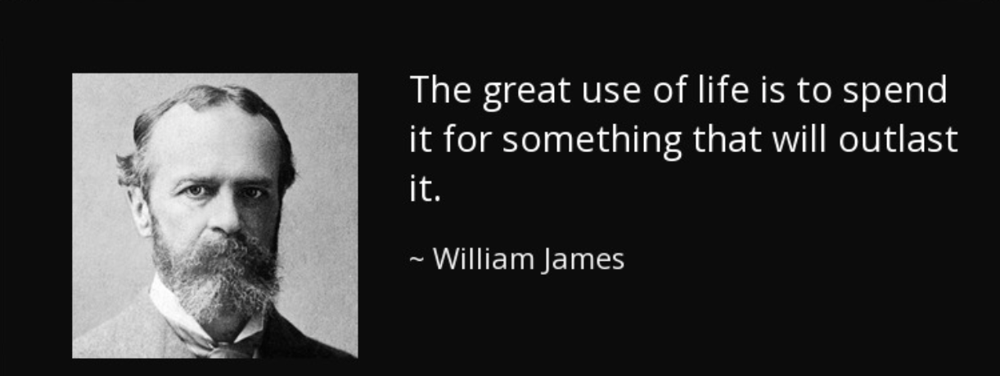 The great use of life is to spend
it for something that will outlast
it.
~ William James